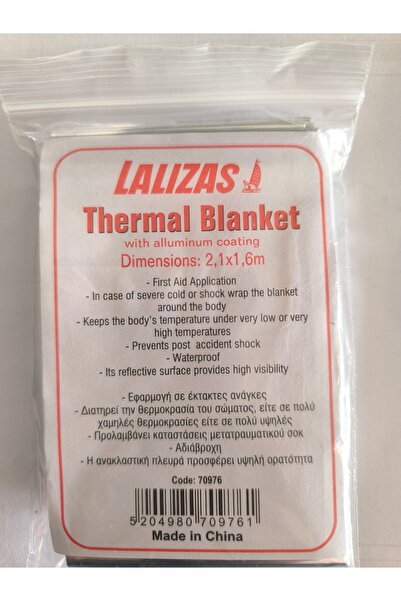 LALIZAS
Thermal Blanket
with alluminum coating
Dimensions: 2,1x1,6m
- First Aid Application
- In case of severe cold or shock wrap the blanket
around the body
- Keeps the body's temperature under very low or very
high temperatures
- Prevents post accident shock
- Waterproof
- Its reflective surface provides high visibility
- Εφαρμογή σε έκτακτες ανάγκες
- Διατηρεί την θερμοκρασία του σώματος, είτε σε πολύ
χαμηλές θερμοκρασίες είτε σε πολύ υψηλές
- Προλαμβάνει καταστάσεις μετατραυματικού σοκ
- Αδιάβροχη
- Η ανακλαστική πλευρά προσφέρει υψηλή ορατότητα
Code: 70976
5 204980 709761
Made in China